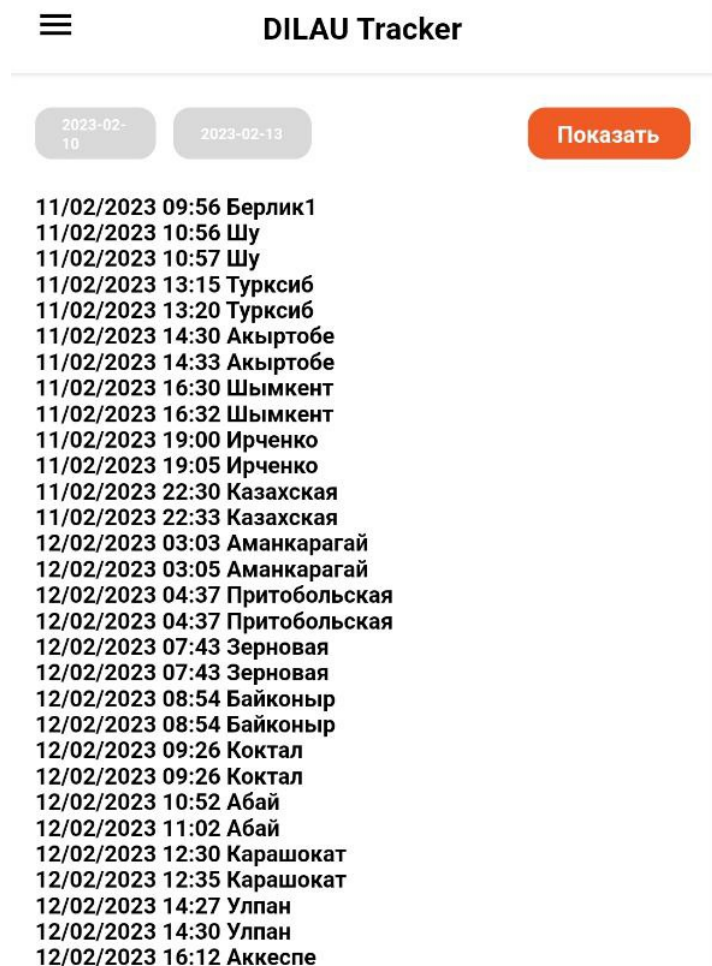 DILAU Tracker
2023-02-
10
2023-02-13
Показать
11/02/2023 09:56 Берлик1
11/02/2023 10:56 Шу
11/02/2023 10:57 Шу
11/02/2023 13:15 Турксиб
11/02/2023 13:20 Турксиб
11/02/2023 14:30 Акыртобе
11/02/2023 14:33 Акыртобе
11/02/2023 16:30 Шымкент
11/02/2023 16:32 Шымкент
11/02/2023 19:00 Ирченко
11/02/2023 19:05 Ирченко
11/02/2023 22:30 Казахская
11/02/2023 22:33 Казахская
12/02/2023 03:03 Аманкарагай
12/02/2023 03:05 Аманкарагай
12/02/2023 04:37 Притобольская
12/02/2023 04:37 Притобольская
12/02/2023 07:43 Зерновая
12/02/2023 07:43 Зерновая
12/02/2023 08:54 Байконыр
12/02/2023 08:54 Байконыр
12/02/2023 09:26 Коктал
12/02/2023 09:26 Коктал
12/02/2023 10:52 Абай
12/02/2023 11:02 Абай
12/02/2023 12:30 Карашокат
12/02/2023 12:35 Карашокат
12/02/2023 14:27 Улпан
12/02/2023 14:30 Улпан
12/02/2023 16:12 Аккеспе